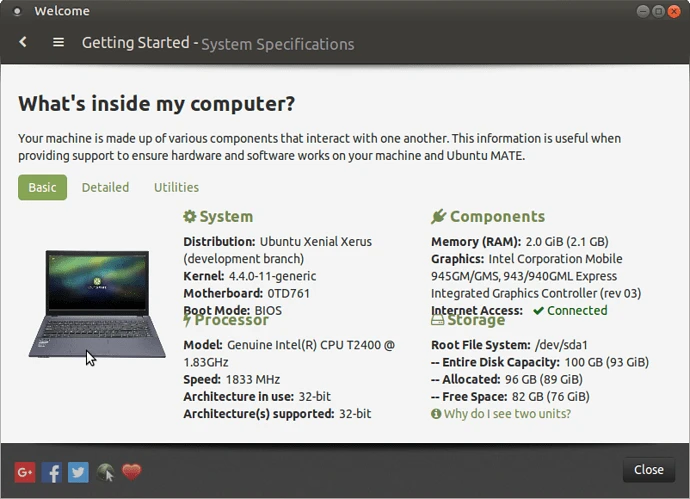 Welcome
Getting Started - System Specifications
What's inside my computer?
Your machine is made up of various components that interact with one another. This information is useful when
providing support to ensure hardware and software works on your machine and Ubuntu MATE.
Basic
Detailed
Utilities
System
Distribution: Ubuntu Xenial Xerus
(development branch)
Kernel: 4.4.0-11-generic
Motherboard: 0TD761
Boot Mode: BIOS
Processor
Model: Genuine Intel(R) CPU T2400 @
1.83GHz
Speed: 1833 MHz
Architecture in use: 32-bit
Architecture(s) supported: 32-bit
Components
Memory (RAM): 2.0 GiB (2.1 GB)
Graphics: Intel Corporation Mobile
945GM/GMS, 943/940GML Express
Integrated Graphics Controller (rev 03)
Internet Access: ✔ Connected
Storage
Root File System: /dev/sda1
-- Entire Disk Capacity: 100 GB (93 GiB)
-- Allocated: 96 GB (89 GiB)
-- Free Space: 82 GB (76 GiB)
Why do I see two units?
G+
Close